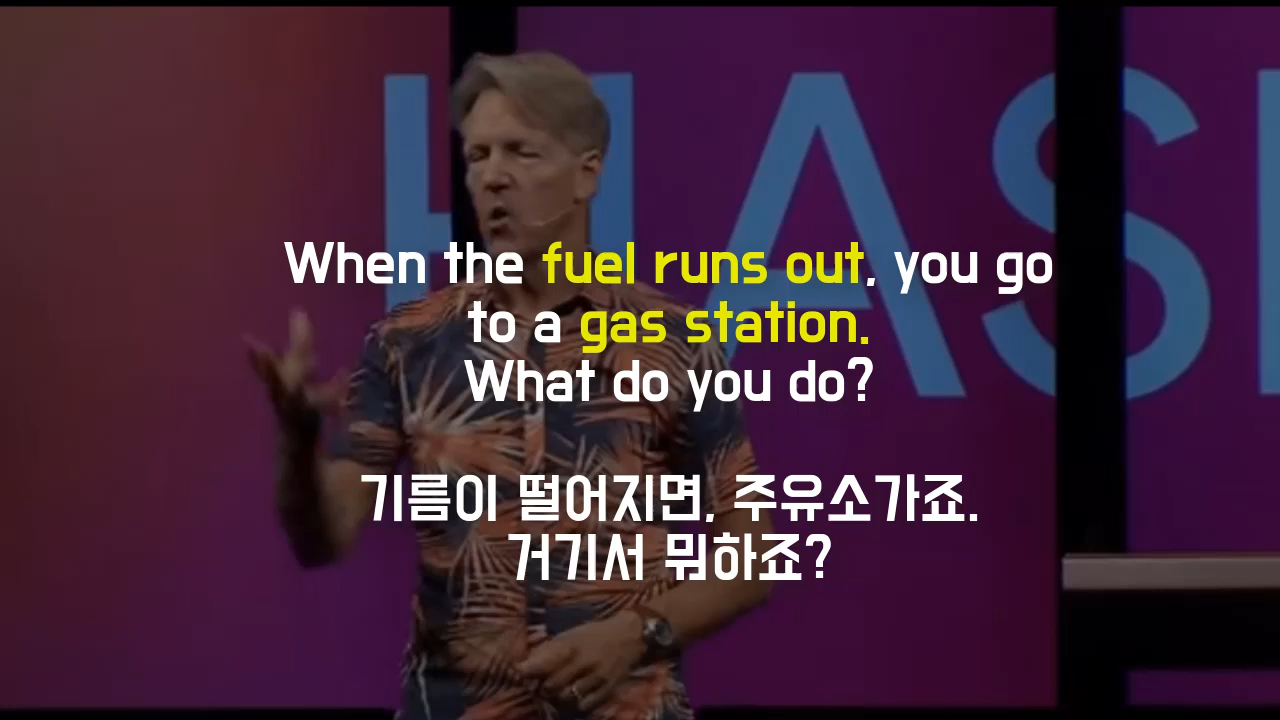 HAS
When the fuel runs out, you go
to a gas station.
What do you do?
기름이 떨어지면, 주유소가죠.
거기서 뭐하죠?